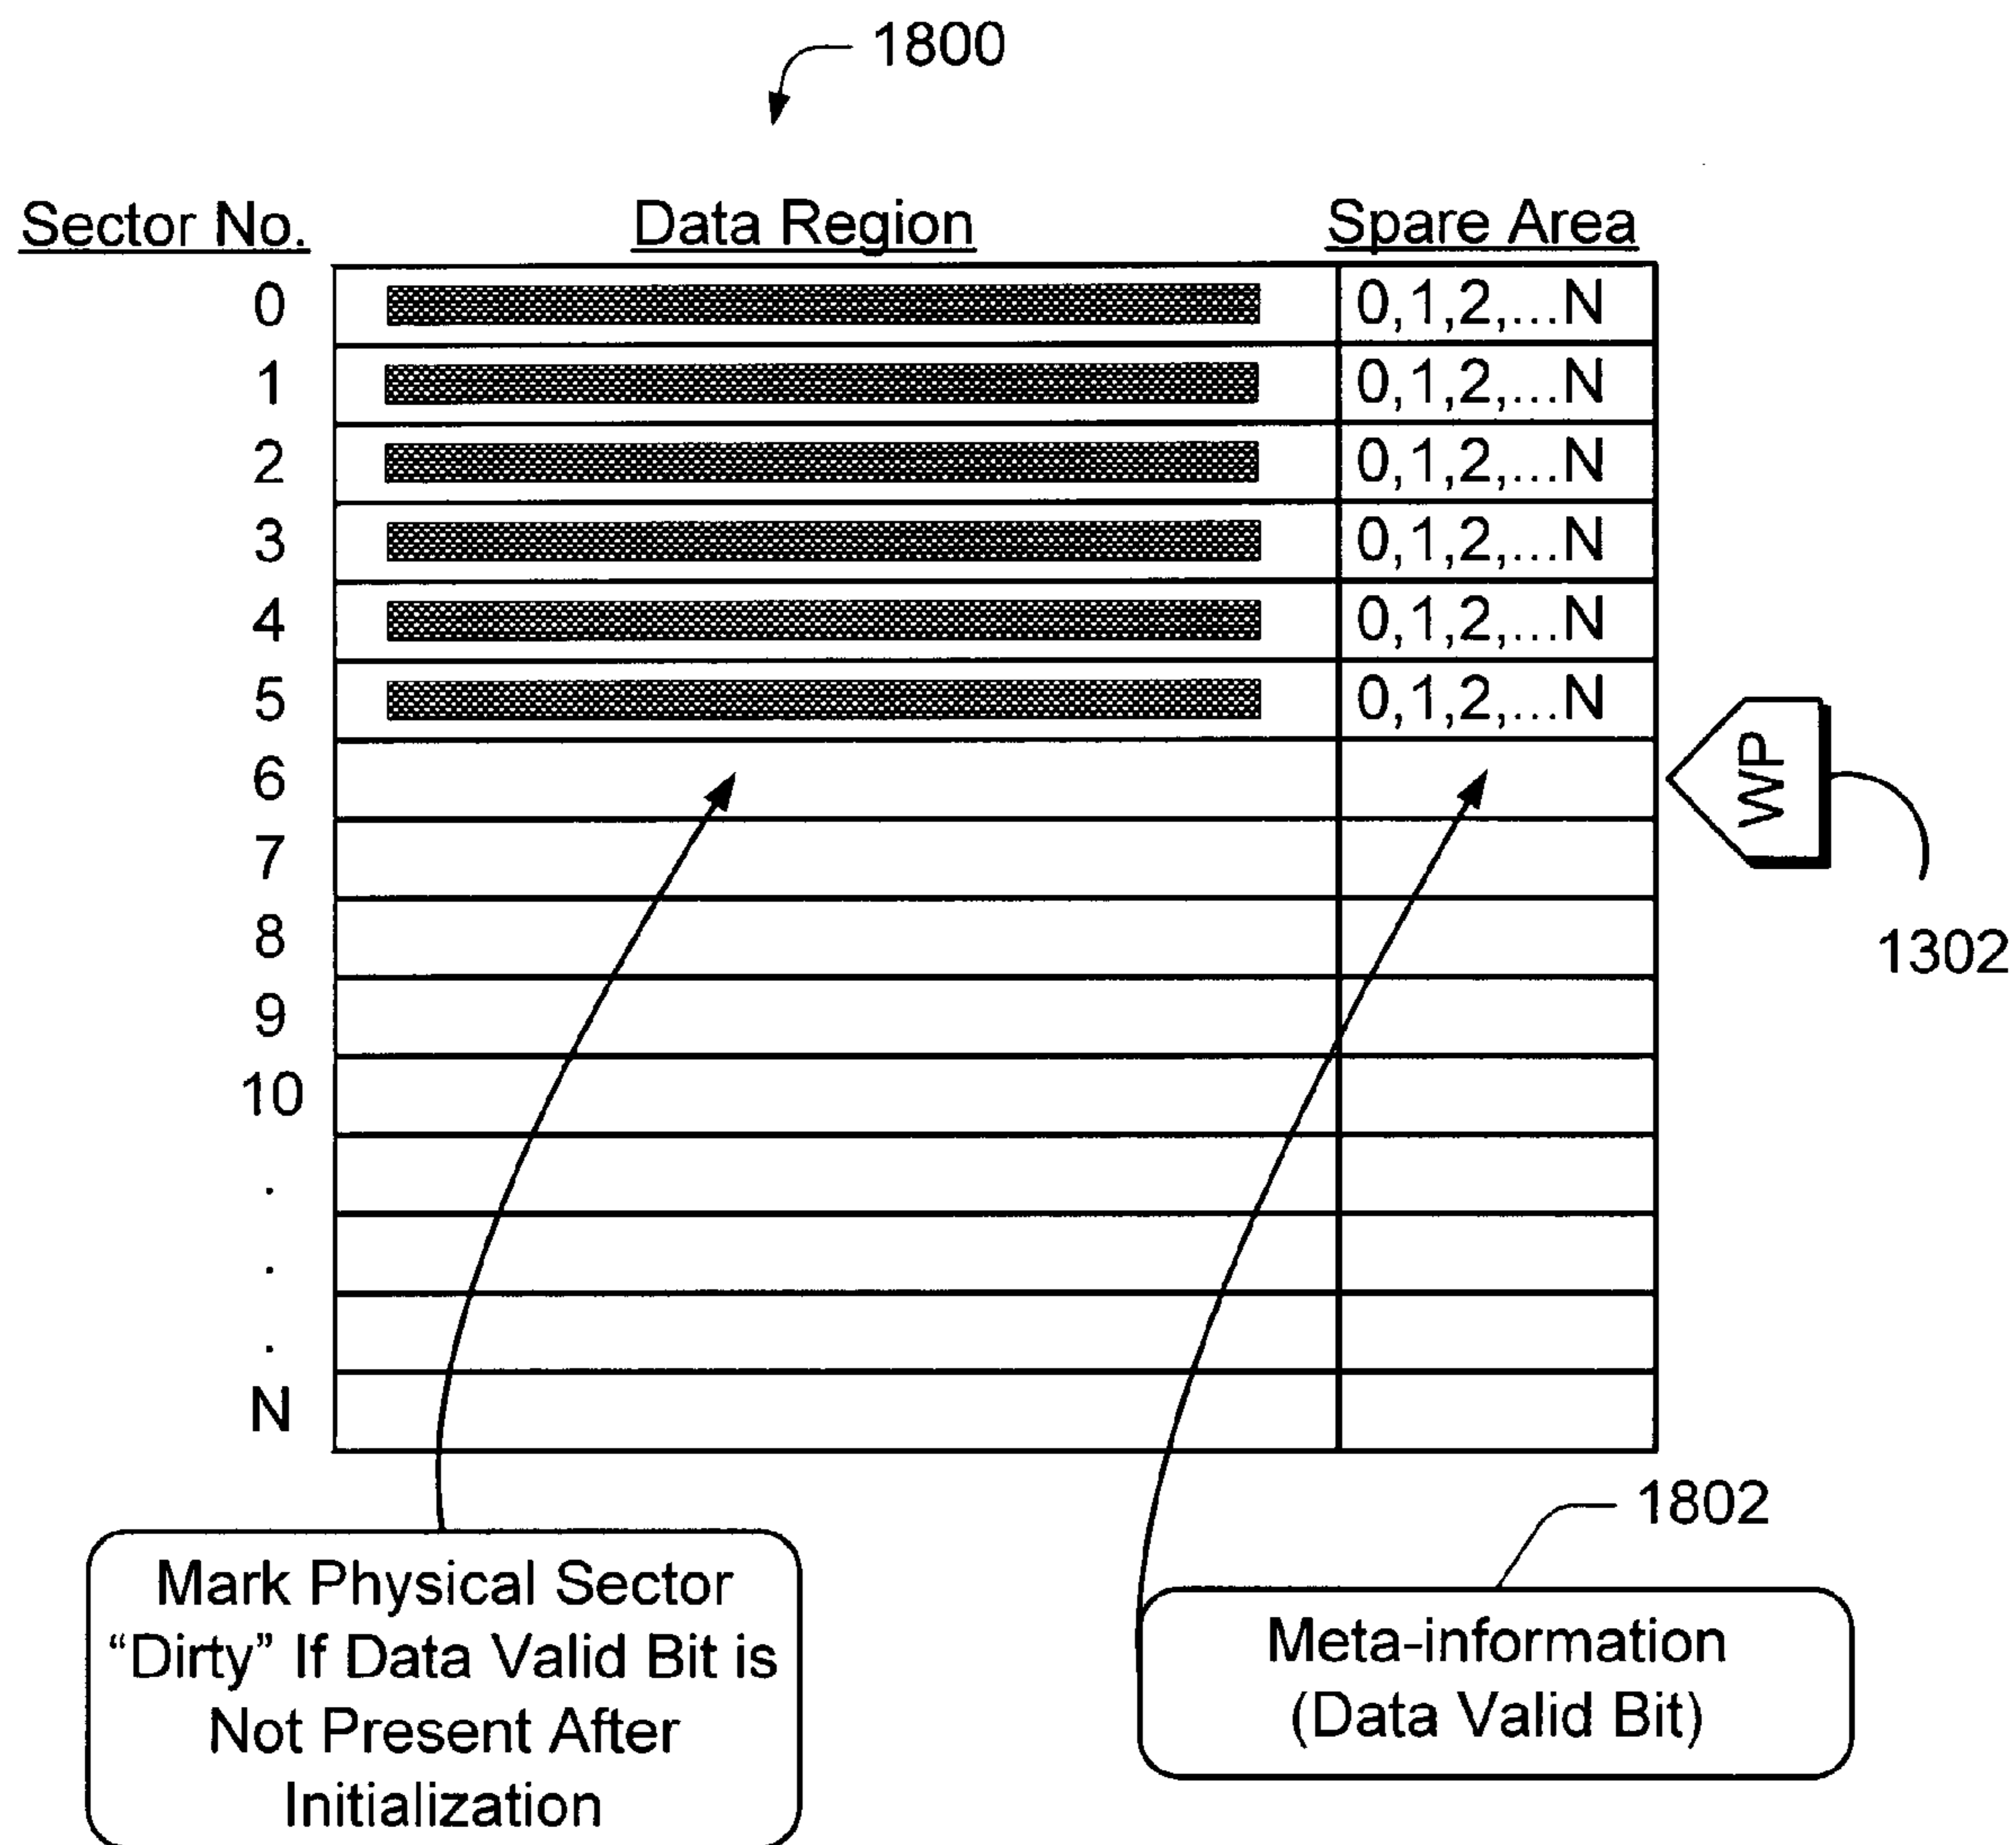 1800
Sector No. Data Region Spare Area
0 0,1,2,...N
1 0,1,2,...N
2 0,1,2,...N
3 0,1,2,...N
4 0,1,2,...N
5 0,1,2,...N
6
WP
7
8
1302
9
10
.
.
.
N
1802
Mark Physical Sector
“Dirty” If Data Valid Bit is
Not Present After
Initialization
Meta-information
(Data Valid Bit)